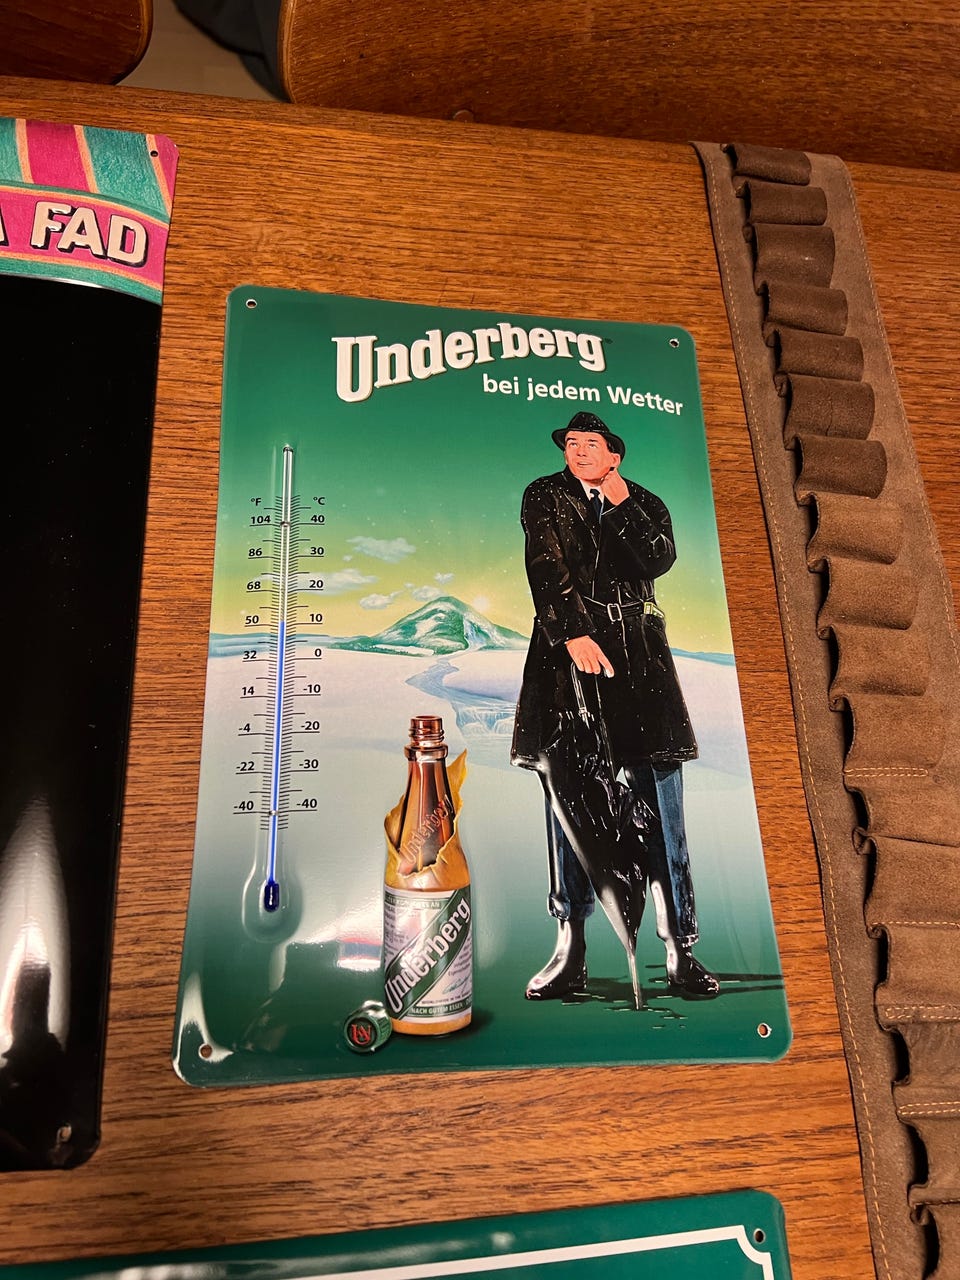 FAD
Underberg
bei jedem Wetter
°F °C
104 40
86 30
68 20
50 10
32 0
14 -10
-4 -20
-22 -30
-40 -40
Underberg
Underberg
NACH GUTEM ESSEN